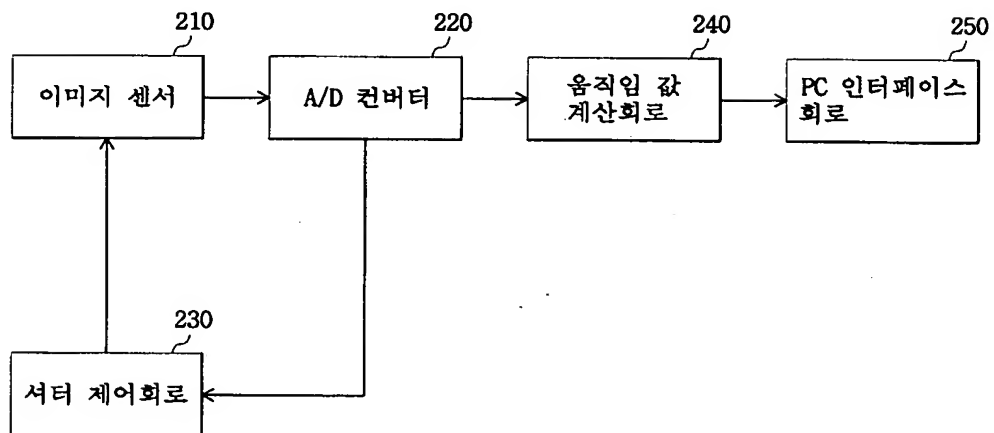 210
220
240
250
이미지 센서
A/D 컨버터
움직임 값
계산회로
PC 인터페이스
회로
230
셔터 제어회로